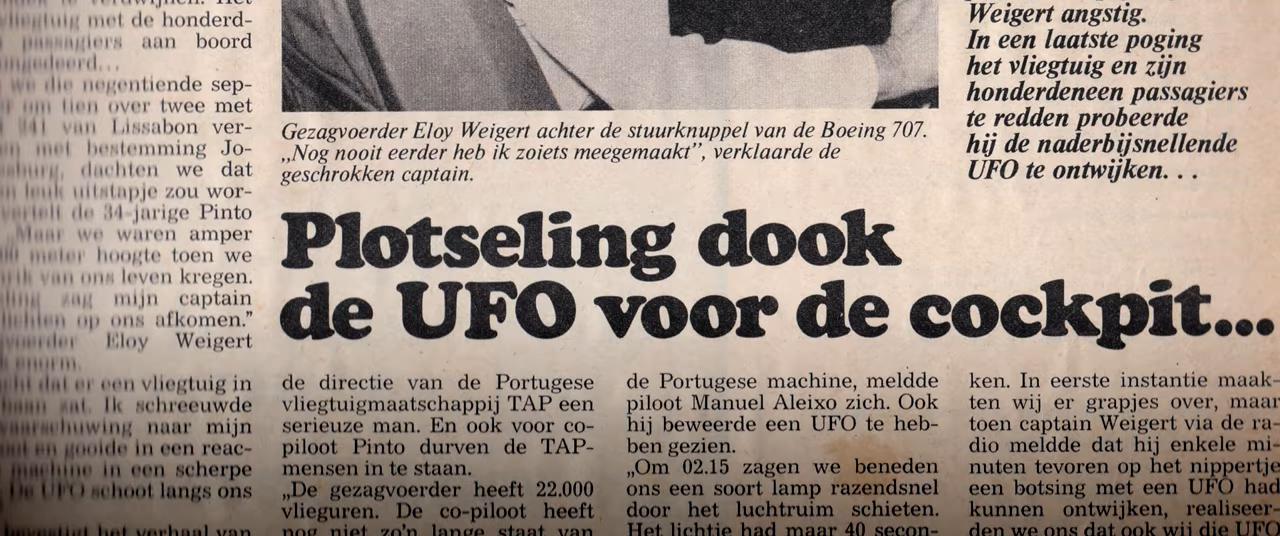 vliegtuig met de honderd-
passagiers aan boord
ongedeerd...
we die negentiende sep-
om tien over twee met
341 van Lissabon ver-
met bestemming Jo-
dachten we dat
leuk uitstapje zou wor-
vertelt de 34-jarige Pinto
Maar we waren amper
meter hoogte toen we
van ons leven kregen.
zag mijn captain
lichten op ons afkomen.”
Eloy Weigert
enorm.
dat er een vliegtuig in
zat. Ik schreeuwde
waarschuwing naar mijn
en gooide in een reac-
machine in een scherpe
De UFO schoot langs ons
bevestigt het verhaal van
Gezagvoerder Eloy Weigert achter de stuurknuppel van de Boeing 707.
„Nog nooit eerder heb ik zoiets meegemaakt”, verklaarde de
geschrokken captain.
Weigert angstig.
In een laatste poging
het vliegtuig en zijn
honderdeneen passagiers
te redden probeerde
hij de naderbijsnellende
UFO te ontwijken. . .
Plotseling dook
de UFO voor de cockpit...
de directie van de Portugese
vliegtuigmaatschappij TAP een
serieuze man. En ook voor co-
piloot Pinto durven de TAP-
mensen in te staan.
„De gezagvoerder heeft 22.000
vlieguren. De co-piloot heeft
nog niet zo'n lange staat van
de Portugese machine, meldde
piloot Manuel Aleixo zich. Ook
hij beweerde een UFO te heb-
ben gezien.
„Om 02.15 zagen we beneden
ons een soort lamp razendsnel
door het luchtruim schieten.
Het lichtje had maar 40 secon-
ken. In eerste instantie maak-
ten wij er grapjes over, maar
toen captain Weigert via de ra-
dio meldde dat hij enkele mi-
nuten tevoren op het nippertje
een botsing met een UFO had
kunnen ontwijken, realiseer-
den we ons dat ook wij die UFO